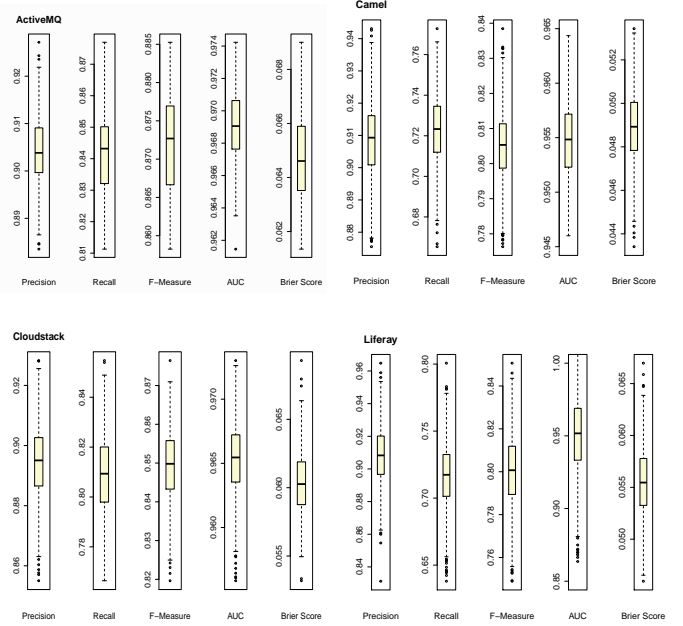 ActiveMQ
0.89 0.90 0.91 0.92
0.81 0.82 0.83 0.84 0.85 0.87
0.860 0.865 0.870 0.875 0.880 0.885
0.962 0.964 0.966 0.968 0.970 0.972 0.974
0.062 0.064 0.066 0.068
Precision Recall F−Measure AUC Brier Score
Camel
0.88 0.89 0.90 0.91 0.92 0.93 0.94
0.68 0.70 0.72 0.74 0.76
0.77 0.78 0.79 0.80 0.81 0.82 0.83 0.84
0.945 0.950 0.955 0.960 0.965
0.044 0.046 0.048 0.050 0.052
Precision Recall F−Measure AUC Brier Score
Cloudstack
0.86 0.88 0.90 0.92
0.78 0.80 0.82 0.84
0.82 0.83 0.84 0.85 0.86 0.87
0.960 0.965 0.970
0.055 0.060 0.065
Precision Recall F−Measure AUC Brier Score
Liferay
0.84 0.86 0.88 0.90 0.92 0.94 0.96
0.65 0.70 0.75 0.80
0.76 0.78 0.80 0.82 0.84
0.85 0.90 0.95 1.00
0.050 0.055 0.060 0.065
Precision Recall F−Measure AUC Brier Score